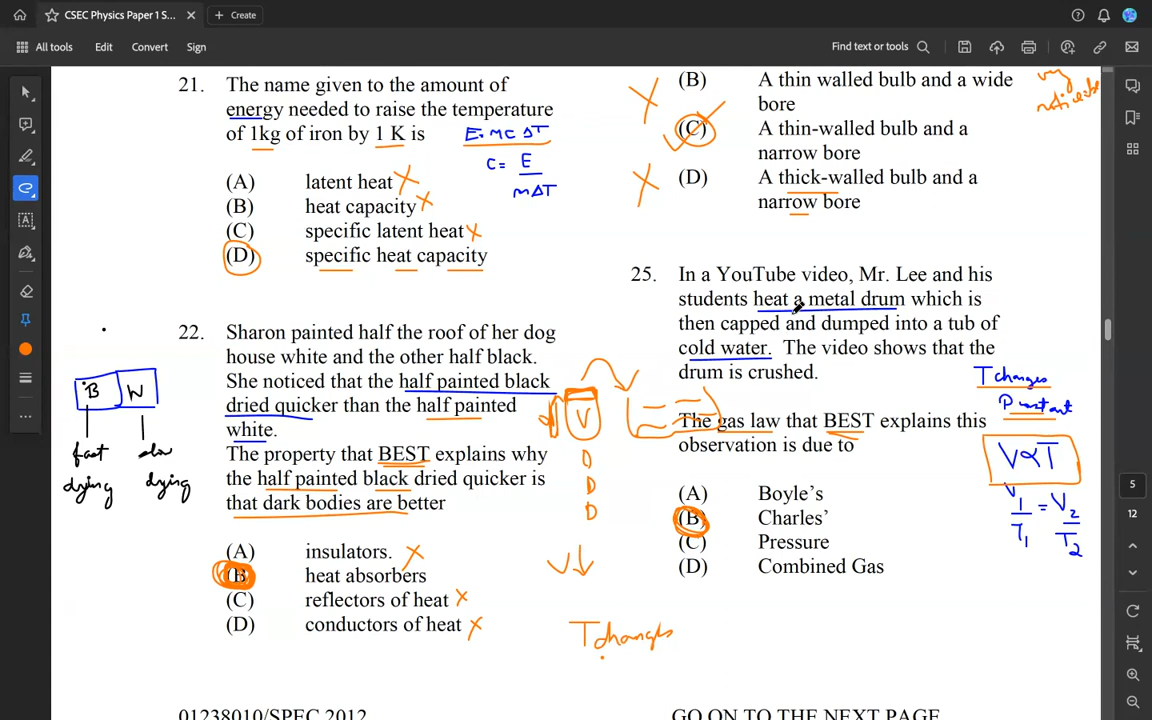 CSEC Physics Paper 1 S...
Create
All tools
Edit
Convert
Sign
Find text or tools
21. The name given to the amount of
energy needed to raise the temperature
of 1kg of iron by 1 K is
E = MC ΔT
C = E
MΔT
(A) latent heat
(B) heat capacity
(C) specific latent heat
(D) specific heat capacity
22. Sharon painted half the roof of her dog
house white and the other half black.
She noticed that the half painted black
dried quicker than the half painted
white.
The property that BEST explains why
the half painted black dried quicker is
that dark bodies are better
B W
fast slow
drying drying
(A) insulators.
(B) heat absorbers
(C) reflectors of heat
(D) conductors of heat
01238010/SPEC 2012
(B) A thin walled bulb and a wide
bore
(C) A thin-walled bulb and a
narrow bore
(D) A thick-walled bulb and a
narrow bore
very
25. In a YouTube video, Mr. Lee and his
students heat a metal drum which is
then capped and dumped into a tub of
cold water. The video shows that the
drum is crushed.
The gas law that BEST explains this
observation is due to
V
V↓
T changes
T changes
P constant
V∝T
V1 = V2
T1 T2
(A) Boyle's
(B) Charles'
(C) Pressure
(D) Combined Gas
GO ON TO THE NEXT PAGE
5
12